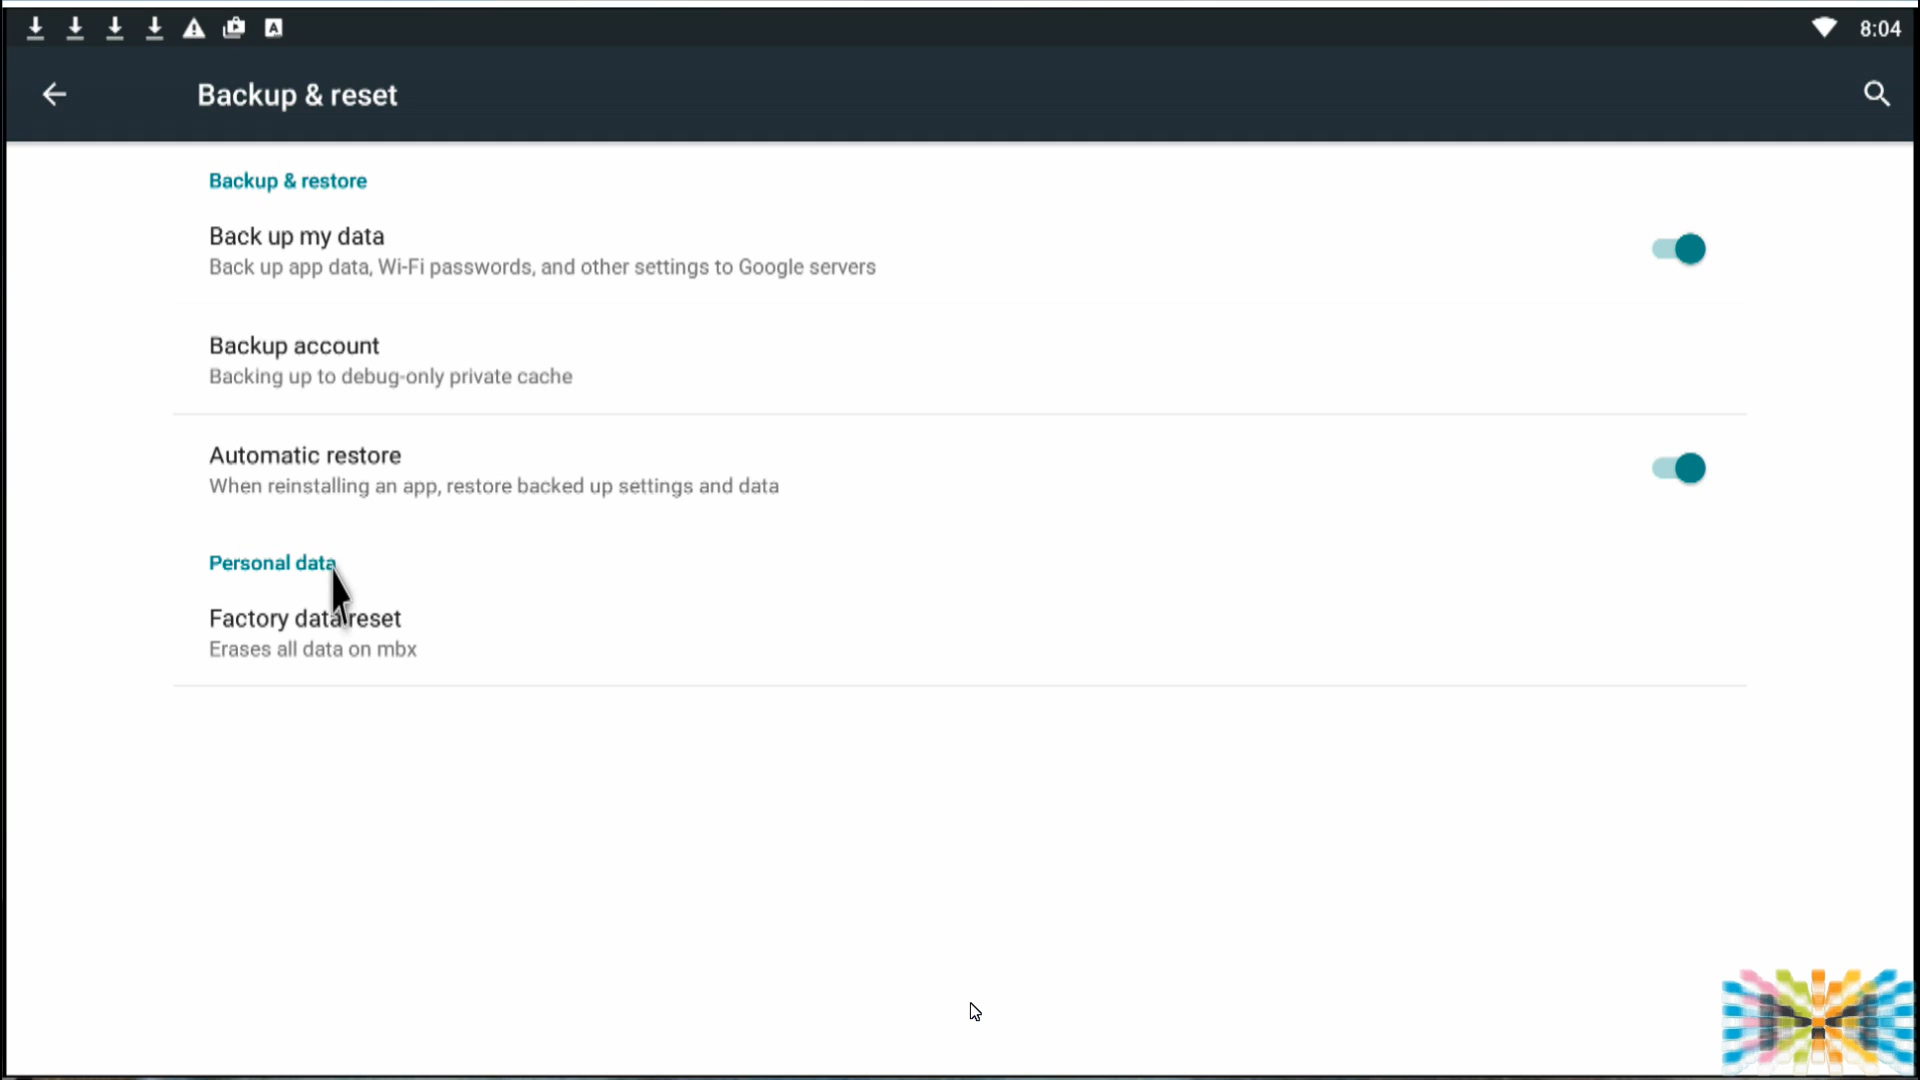 8:04
Backup & reset
Backup & restore
Back up my data
Back up app data, Wi-Fi passwords, and other settings to Google servers
Backup account
Backing up to debug-only private cache
Automatic restore
When reinstalling an app, restore backed up settings and data
Personal data
Factory data reset
Erases all data on mbx